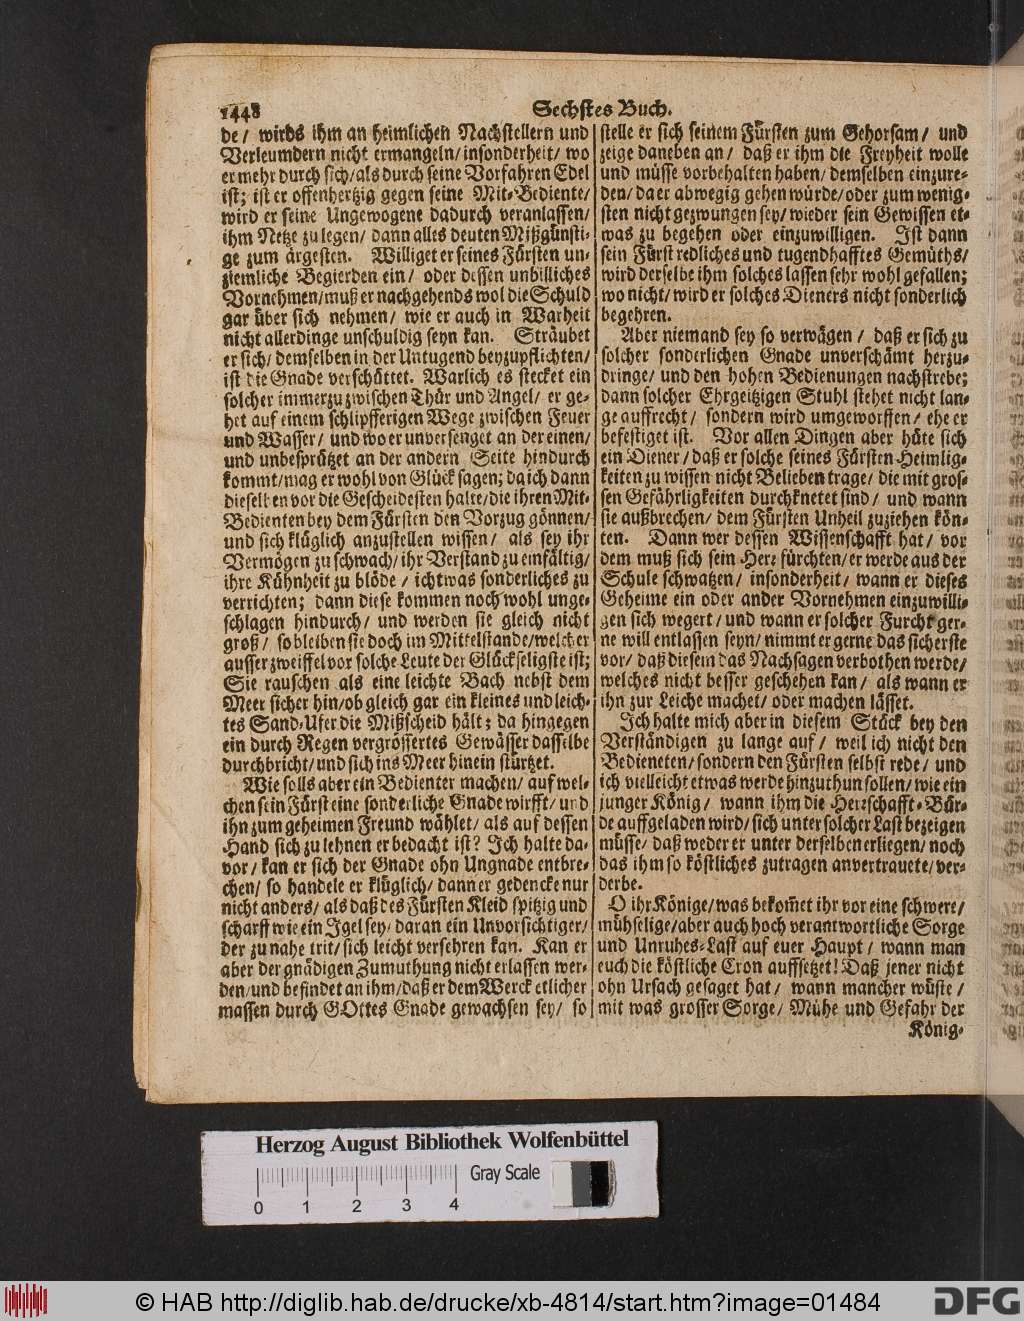 1448
Sechstes Buch.
de / wirds ihm an heimlichen Nachstellern und
Verleumdern nicht ermangeln/ insonderheit/ wo
er mehr durch sich/ als durch seine Vorfahren Edel
ist; ist er offenhertzig gegen seine Mit-Bediente/
wird er seine Ungewogene dadurch veranlassen/
ihm Netze zu legen/ dann alles deuten Mißgünsti-
ge zum ärgesten. Williget er seines Fürsten un-
ziemliche Begierden ein / oder dessen unbilliches
Vornehmen/ muß er nachgehends wol die Schuld
gar über sich nehmen/ wie er auch in Warheit
nicht allerdinge unschuldig seyn kan. Sträubet
er sich/ demselben in der Untugend beyzupflichten/
ist die Gnade verschüttet. Warlich es stecket ein
solcher immerzu zwischen Thür und Angel/ er ge-
het auf einem schlipfferigen Wege zwischen Feuer
und Wasser/ und wo er unversenget an der einen/
und unbesprützet an der andern Seite hindurch
kommt/ mag er wohl von Glück sagen; da ich dann
dieselben vor die Gescheidesten halte/ die ihren Mit-
Bedienten bey dem Fürsten den Vorzug gönnen/
und sich klüglich anzustellen wissen/ als sey ihr
Vermögen zu schwach/ ihr Verstand zu einfältig/
ihre Kühnheit zu blöde / ichtwas sonderliches zu
verrichten; dann diese kommen noch wohl unge-
schlagen hindurch/ und werden sie gleich nicht
groß/ so bleiben sie doch im Mittelstande/ welcher
ausser zweiffel vor solche Leute der Glückseligste ist;
Sie rauschen als eine leichte Bach nebst dem
Meer sicher hin/ ob gleich gar ein kleines und leich-
tes Sand-Ufer die Mißscheid hält; da hingegen
ein durch Regen vergrössertes Gewässer dasselbe
durchbricht/ und sich ins Meer hinein stürtzet.
Wie solls aber ein Bedienter machen/ auf wel-
chen sein Fürst eine sonderliche Gnade wirfft/ und
ihn zum geheimen Freund wählet/ als auf dessen
Hand sich zu lehnen er bedacht ist? Ich halte da-
vor/ kan er sich der Gnade ohn Ungnade entbre-
chen/ so handele er klüglich/ dann er gedencke nur
nicht anders/ als daß des Fürsten Kleid spitzig und
scharff wie ein Igel sey/ daran ein Unvorsichtiger/
der zu nahe trit/ sich leicht versehren kan. Kan er
aber der gnädigen Zumuthung nicht erlassen wer-
den/ und befindet an ihm/ daß er dem Werck etlicher
massen durch GOttes Gnade gewachsen sey/ so
stelle er sich seinem Fürsten zum Gehorsam/ und
zeige daneben an/ daß er ihm die Freyheit wolle
und müsse vorbehalten haben/ demselben einzure-
den/ da er abwegig gehen würde/ oder zum wenig-
sten nicht gezwungen sey/ wieder sein Gewissen et-
was zu begehen oder einzuwilligen. Ist dann
sein Fürst redliches und tugendhafftes Gemüths/
wird derselbe ihm solches lassen sehr wohl gefallen;
wo nicht/ wird er solches Dieners nicht sonderlich
begehren.
Aber niemand sey so verwägen / daß er sich zu
solcher sonderlichen Gnade unverschämt herzu-
dringe/ und den hohen Bedienungen nachstrebe;
dann solcher Ehrgeitzigen Stuhl stehet nicht lan-
ge auffrecht/ sondern wird umgeworffen/ ehe er
befestiget ist. Vor allen Dingen aber hüte sich
ein Diener/ daß er solche seines Fürsten-Heimlig-
keiten zu wissen nicht Belieben trage/ die mit gros-
sen Gefährligkeiten durchknetet sind/ und wann
sie außbrechen/ dem Fürsten Unheil zuziehen kön-
ten. Dann wer dessen Wissenschafft hat/ vor
dem muß sich sein Herr fürchten/ er werde aus der
Schule schwatzen/ insonderheit/ wann er dieses
Geheime ein oder ander Vornehmen einzuwilli-
gen sich wegert/ und wann er solcher Furcht ger-
ne will entlassen seyn/ nimmt er gerne das sicherste
vor/ daß diesem das Nachsagen verbothen werde/
welches nicht besser geschehen kan/ als wann er
ihn zur Leiche machet/ oder machen lässet.
Ich halte mich aber in diesem Stück bey den
Verständigen zu lange auf/ weil ich nicht den
Bedieneten/ sondern den Fürsten selbst rede/ und
ich vielleicht etwas werde hinzuthun sollen/ wie ein
junger König/ wann ihm die Herrschafft-Bür-
de auffgeladen wird/ sich unter solcher Last bezeigen
müsse/ daß weder er unter derselben erliegen/ noch
das ihm so köstliches zutragen anvertrauete/ ver-
derbe.
O ihr Könige/ was bekom̃et ihr vor eine schwere/
mühselige/ aber auch hoch verantwortliche Sorge
und Unruhes-Last auf euer Haupt/ wann man
euch die köstliche Cron auffsetzet! Daß jener nicht
ohn Ursach gesaget hat/ wann mancher wüste/
mit was grosser Sorge/ Mühe und Gefahr der
König-
Herzog August Bibliothek Wolfenbüttel
Gray Scale
0 1 2 3 4
© HAB http://diglib.hab.de/drucke/xb-4814/start.htm?image=01484
DFG